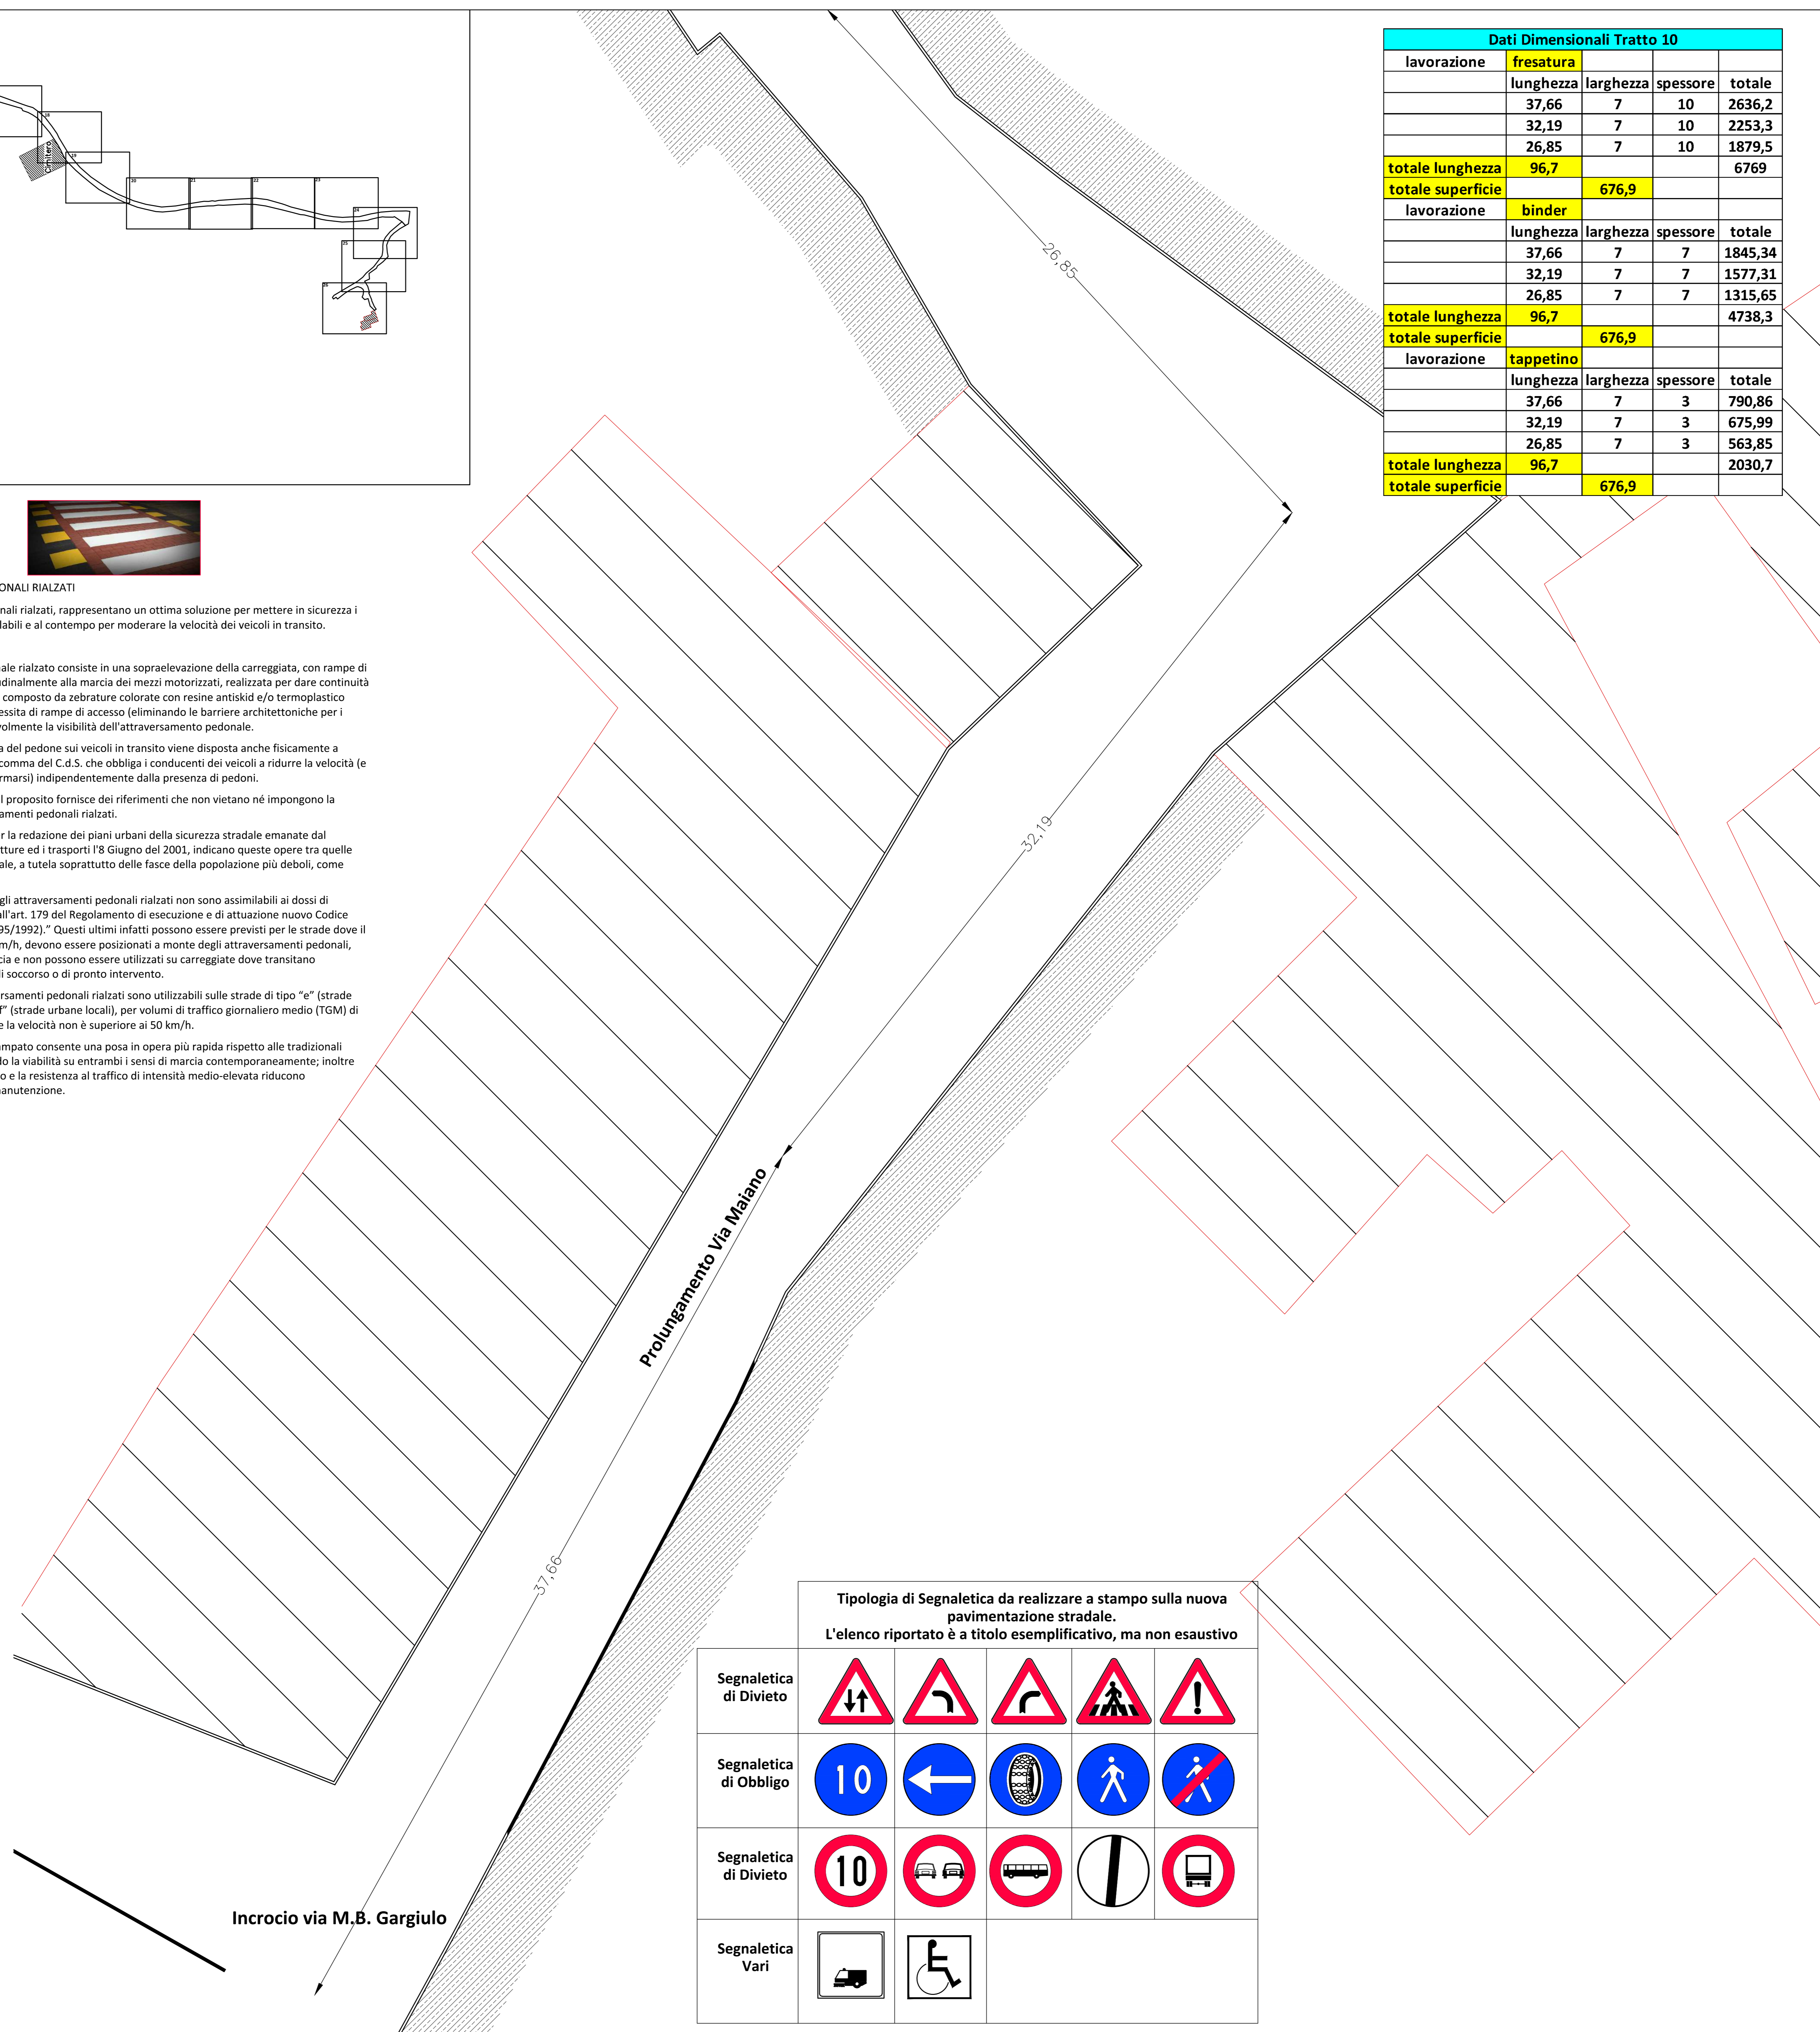 18
19
Cimitero
20
21
22
23
24
25
26
ONALI RIALZATI
nali rialzati, rappresentano un ottima soluzione per mettere in sicurezza i
labili e al contempo per moderare la velocità dei veicoli in transito.
nale rialzato consiste in una sopraelevazione della carreggiata, con rampe di
udinalmente alla marcia dei mezzi motorizzati, realizzata per dare continuità
composto da zebrature colorate con resine antiskid e/o termoplastico
essita di rampe di accesso (eliminando le barriere architettoniche per i
volmente la visibilità dell'attraversamento pedonale.
a del pedone sui veicoli in transito viene disposta anche fisicamente a
comma del C.d.S. che obbliga i conducenti dei veicoli a ridurre la velocità (e
ermarsi) indipendentemente dalla presenza di pedoni.
l proposito fornisce dei riferimenti che non vietano né impongono la
amenti pedonali rialzati.
er la redazione dei piani urbani della sicurezza stradale emanate dal
tture ed i trasporti l'8 Giugno del 2001, indicano queste opere tra quelle
ale, a tutela soprattutto delle fasce della popolazione più deboli, come
gli attraversamenti pedonali rialzati non sono assimilabili ai dossi di
all'art. 179 del Regolamento di esecuzione e di attuazione nuovo Codice
95/1992)." Questi ultimi infatti possono essere previsti per le strade dove il
m/h, devono essere posizionati a monte degli attraversamenti pedonali,
cia e non possono essere utilizzati su carreggiate dove transitano
li soccorso o di pronto intervento.
rsamenti pedonali rialzati sono utilizzabili sulle strade di tipo “e” (strade
f” (strade urbane locali), per volumi di traffico giornaliero medio (TGM) di
e la velocità non è superiore ai 50 km/h.
ampato consente una posa in opera più rapida rispetto alle tradizionali
do la viabilità su entrambi i sensi di marcia contemporaneamente; inoltre
o e la resistenza al traffico di intensità medio-elevata riducono
manutenzione.
26,85
32,19
Prolungamento Via Maiano
37,66
Incrocio via M.B. Gargiulo
Dati Dimensionali Tratto 10
lavorazione fresatura
lunghezza larghezza spessore totale
37,66 7 10 2636,2
32,19 7 10 2253,3
26,85 7 10 1879,5
totale lunghezza 96,7 6769
totale superficie 676,9
lavorazione binder
lunghezza larghezza spessore totale
37,66 7 7 1845,34
32,19 7 7 1577,31
26,85 7 7 1315,65
totale lunghezza 96,7 4738,3
totale superficie 676,9
lavorazione tappetino
lunghezza larghezza spessore totale
37,66 7 3 790,86
32,19 7 3 675,99
26,85 7 3 563,85
totale lunghezza 96,7 2030,7
totale superficie 676,9
Tipologia di Segnaletica da realizzare a stampo sulla nuova
pavimentazione stradale.
L'elenco riportato è a titolo esemplificativo, ma non esaustivo
Segnaletica
di Divieto
Segnaletica
di Obbligo
10
Segnaletica
di Divieto
10
Segnaletica
Vari